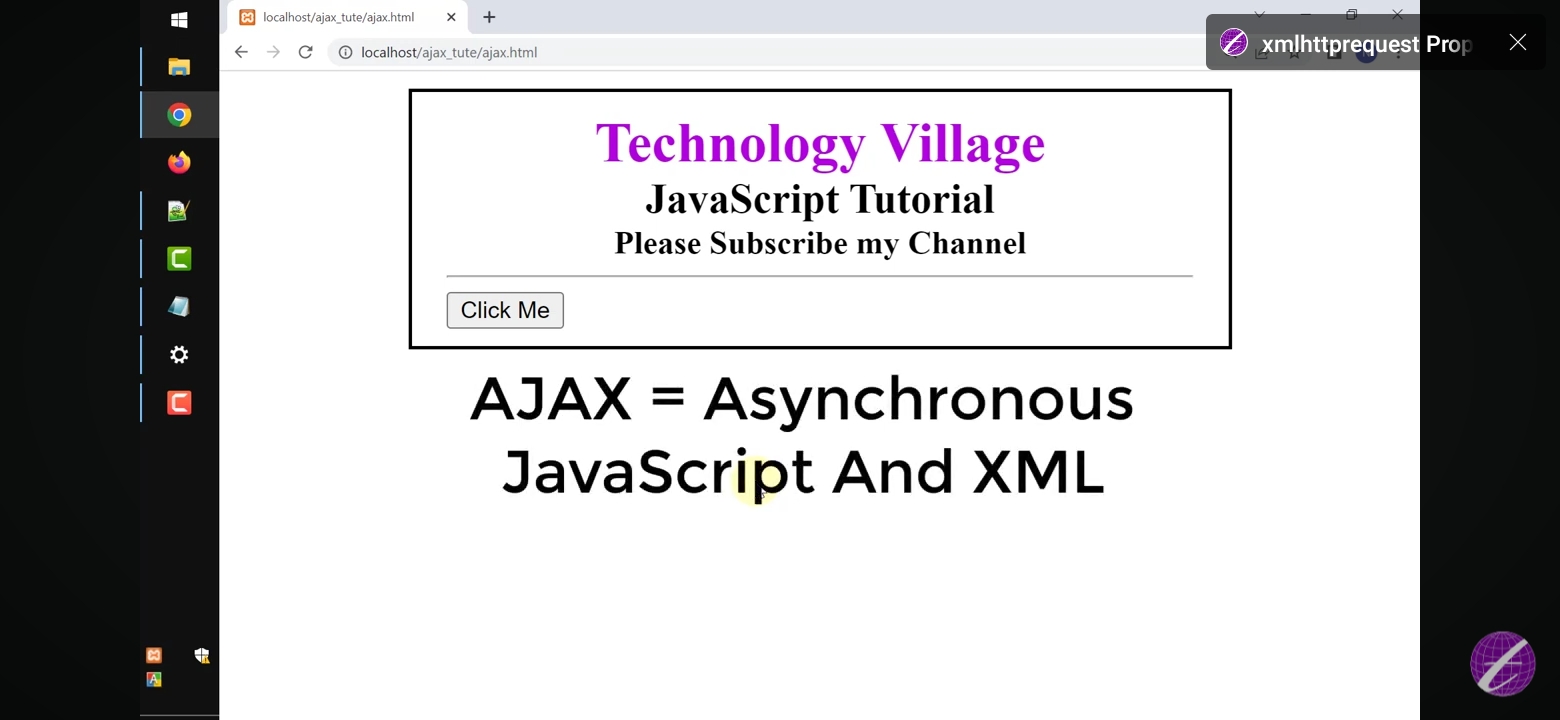 localhost/ajax_tute/ajax.html
localhost/ajax_tute/ajax.html
xmlhttprequest Prop
Technology Village
JavaScript Tutorial
Please Subscribe my Channel
Click Me
AJAX = Asynchronous
JavaScript And XML